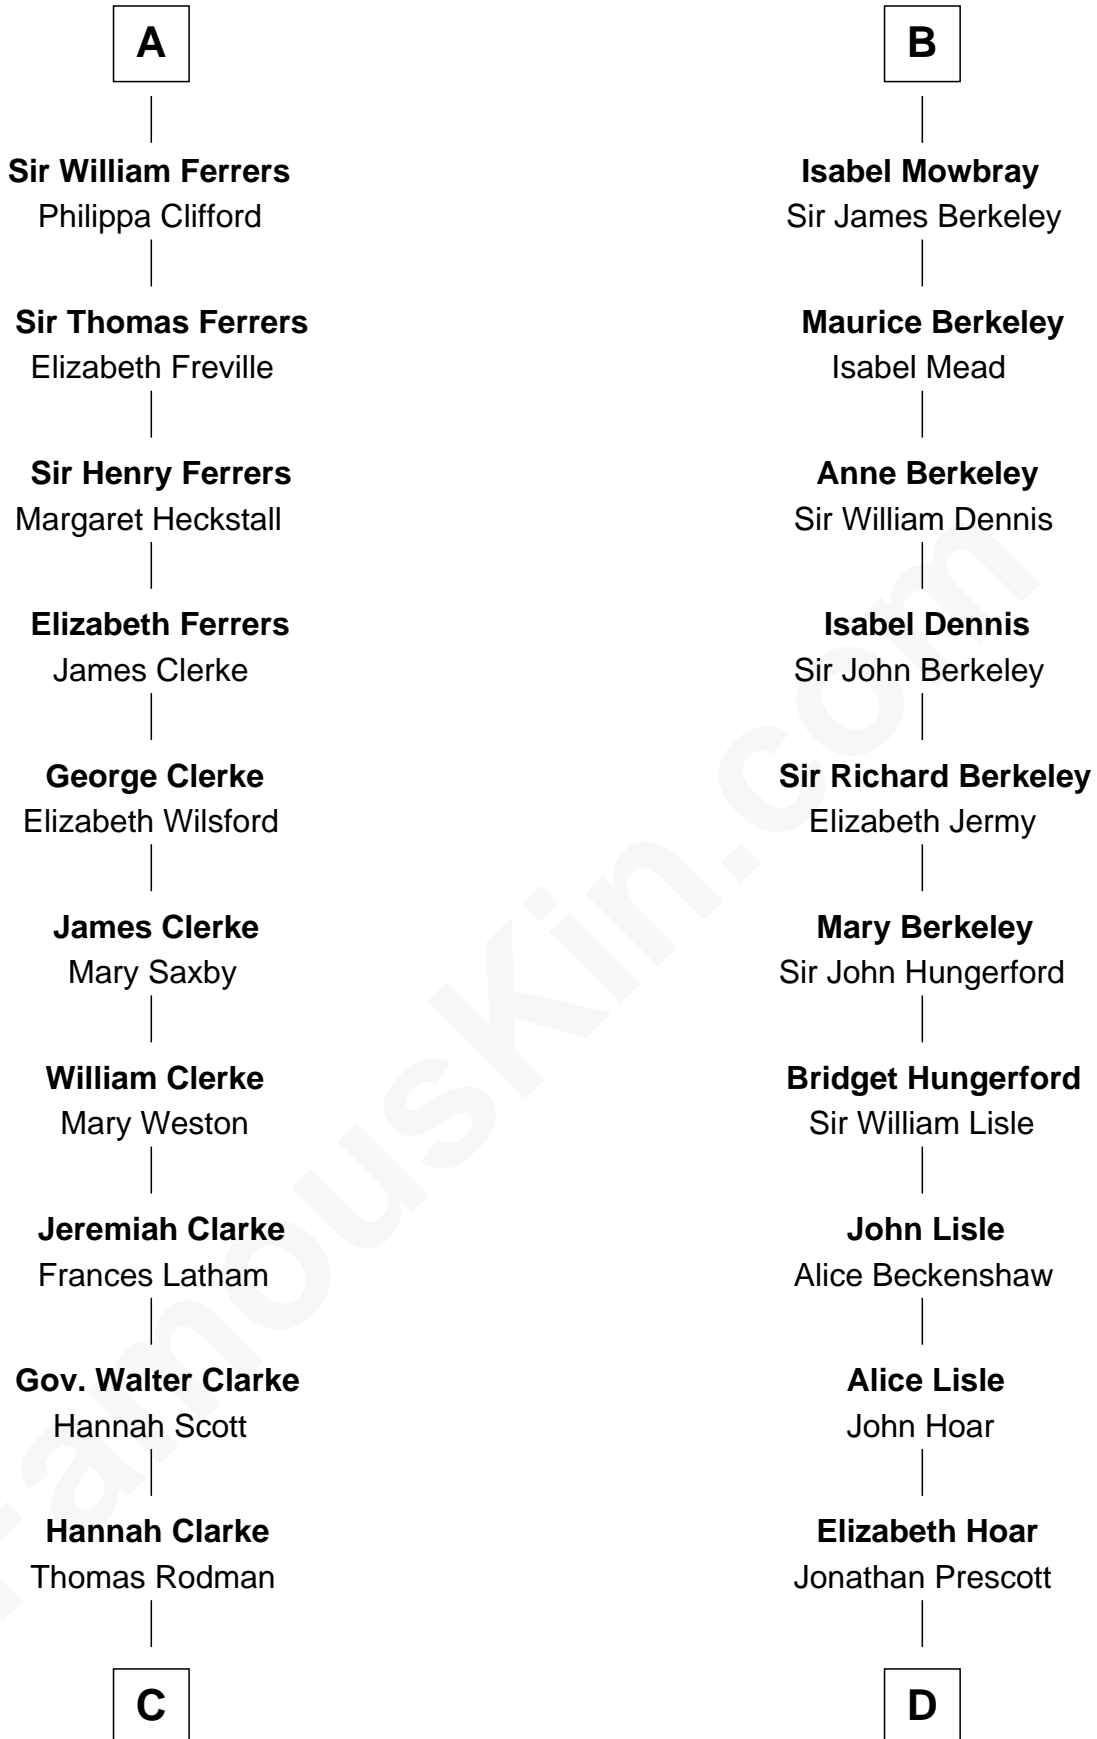 A
Sir William Ferrers
Philippa Clifford
Sir Thomas Ferrers
Elizabeth Freville
Sir Henry Ferrers
Margaret Heckstall
Elizabeth Ferrers
James Clerke
George Clerke
Elizabeth Wilsford
James Clerke
Mary Saxby
William Clerke
Mary Weston
Jeremiah Clarke
Frances Latham
Gov. Walter Clarke
Hannah Scott
Hannah Clarke
Thomas Rodman
C
B
Isabel Mowbray
Sir James Berkeley
Maurice Berkeley
Isabel Mead
Anne Berkeley
Sir William Dennis
Isabel Dennis
Sir John Berkeley
Sir Richard Berkeley
Elizabeth Jermy
Mary Berkeley
Sir John Hungerford
Bridget Hungerford
Sir William Lisle
John Lisle
Alice Beckenshaw
Alice Lisle
John Hoar
Elizabeth Hoar
Jonathan Prescott
D
FamousKin.com